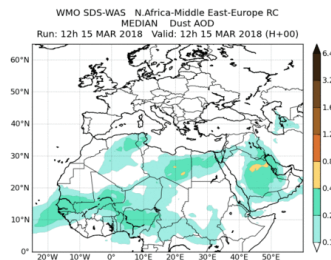 WMO SDS-WAS N.Africa-Middle East-Europe RC
MEDIAN Dust AOD
Run: 12h 15 MAR 2018 Valid: 12h 15 MAR 2018 (H+00)
60°N
50°N
40°N
30°N
20°N
10°N
0°
20°W 10°W 0° 10°E 20°E 30°E 40°E 50°E
6.4
3.2
1.6
1.2
0.8
0.4
0.2
0.1